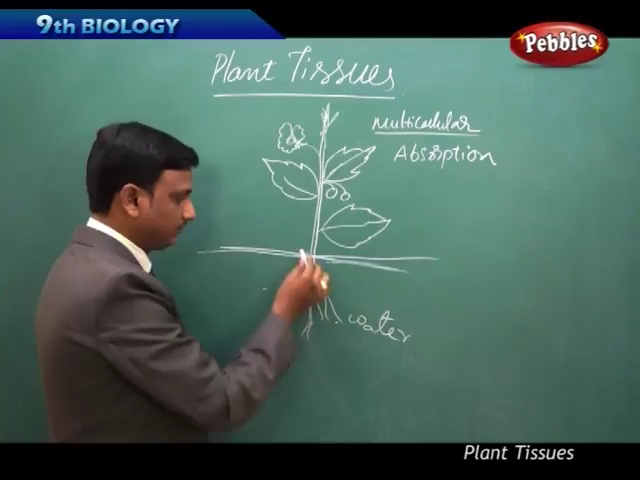 9th BIOLOGY
Pebbles
Plant Tissues
Multicellular
Absorption
water
Plant Tissues